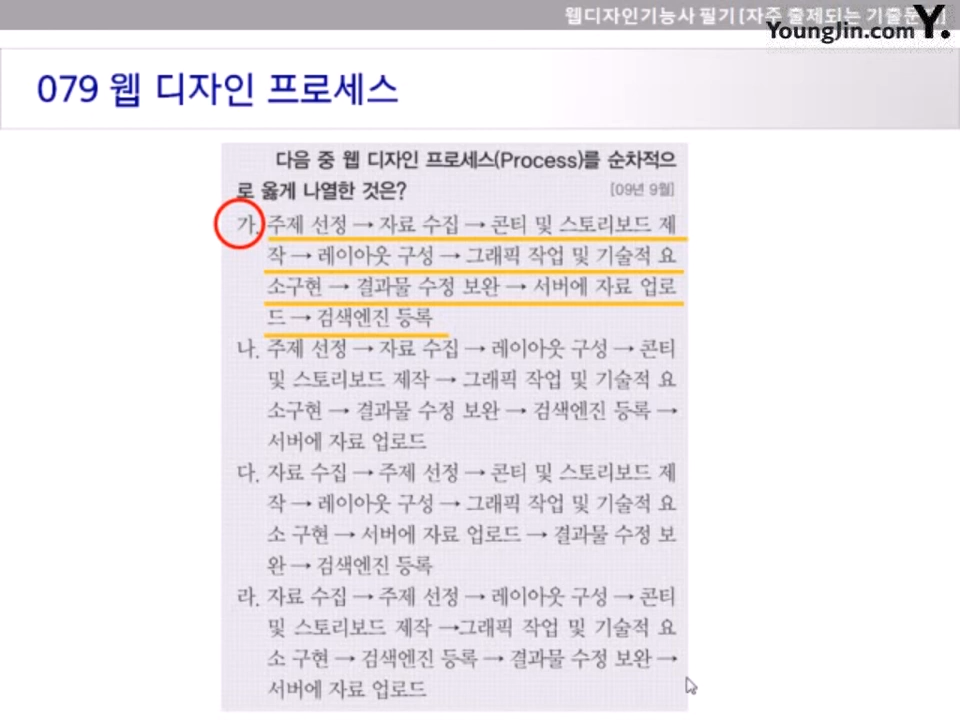 웹디자인기능사 필기 [자주 출제되는 기출문제]
YoungJin.com Y.
079 웹 디자인 프로세스
다음 중 웹 디자인 프로세스(Process)를 순차적으
로 옳게 나열한 것은? [09년 9월]
가. 주제 선정 → 자료 수집 → 콘티 및 스토리보드 제
작 → 레이아웃 구성 → 그래픽 작업 및 기술적 요
소구현 → 결과물 수정 보완 → 서버에 자료 업로
드 → 검색엔진 등록
나. 주제 선정 → 자료 수집 → 레이아웃 구성 → 콘티
및 스토리보드 제작 → 그래픽 작업 및 기술적 요
소구현 → 결과물 수정 보완 → 검색엔진 등록 →
서버에 자료 업로드
다. 자료 수집 → 주제 선정 → 콘티 및 스토리보드 제
작 → 레이아웃 구성 → 그래픽 작업 및 기술적 요
소 구현 → 서버에 자료 업로드 → 결과물 수정 보
완 → 검색엔진 등록
라. 자료 수집 → 주제 선정 → 레이아웃 구성 → 콘티
및 스토리보드 제작 →그래픽 작업 및 기술적 요
소 구현 → 검색엔진 등록 → 결과물 수정 보완 →
서버에 자료 업로드